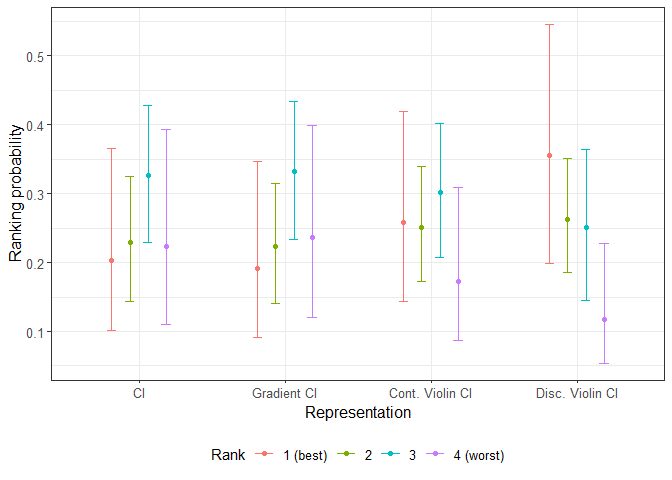 Ranking probability
0.5
0.4
0.3
0.2
0.1
CI Gradient CI Cont. Violin CI Disc. Violin CI
Representation
Rank 1 (best) 2 3 4 (worst)